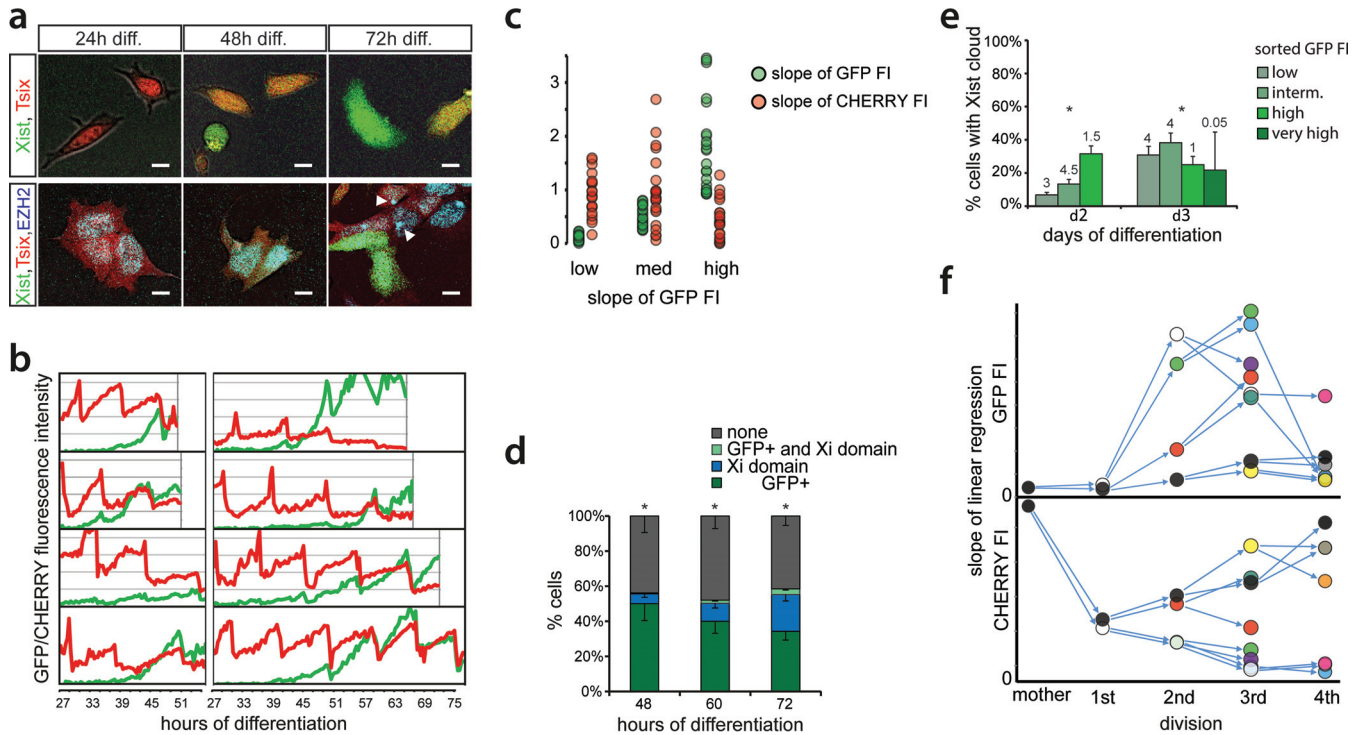 a
24h diff. 48h diff. 72h diff.
Xist, Tsix
Xist,Tsix,EZH2
b
GFP/CHERRY fluorescence intensity
27 33 39 45 51 27 33 39 45 51 57 63 69 75
hours of differentiation
c
3
2
1
0
low med high
slope of GFP FI
slope of GFP FI
slope of CHERRY FI
d
none
GFP+ and Xi domain
Xi domain
GFP+
100%
80%
60%
40%
20%
0%
% cells
* * *
48 60 72
hours of differentiation
e
100%
80%
60%
40%
20%
0%
% cells with Xist cloud
* *
3 4.5 1.5 4 4 1 0.05
d2 d3
days of differentiation
sorted GFP FI
low
interm.
high
very high
f
slope of linear regression
GFP FI
CHERRY FI
0
0
mother 1st 2nd 3rd 4th
division